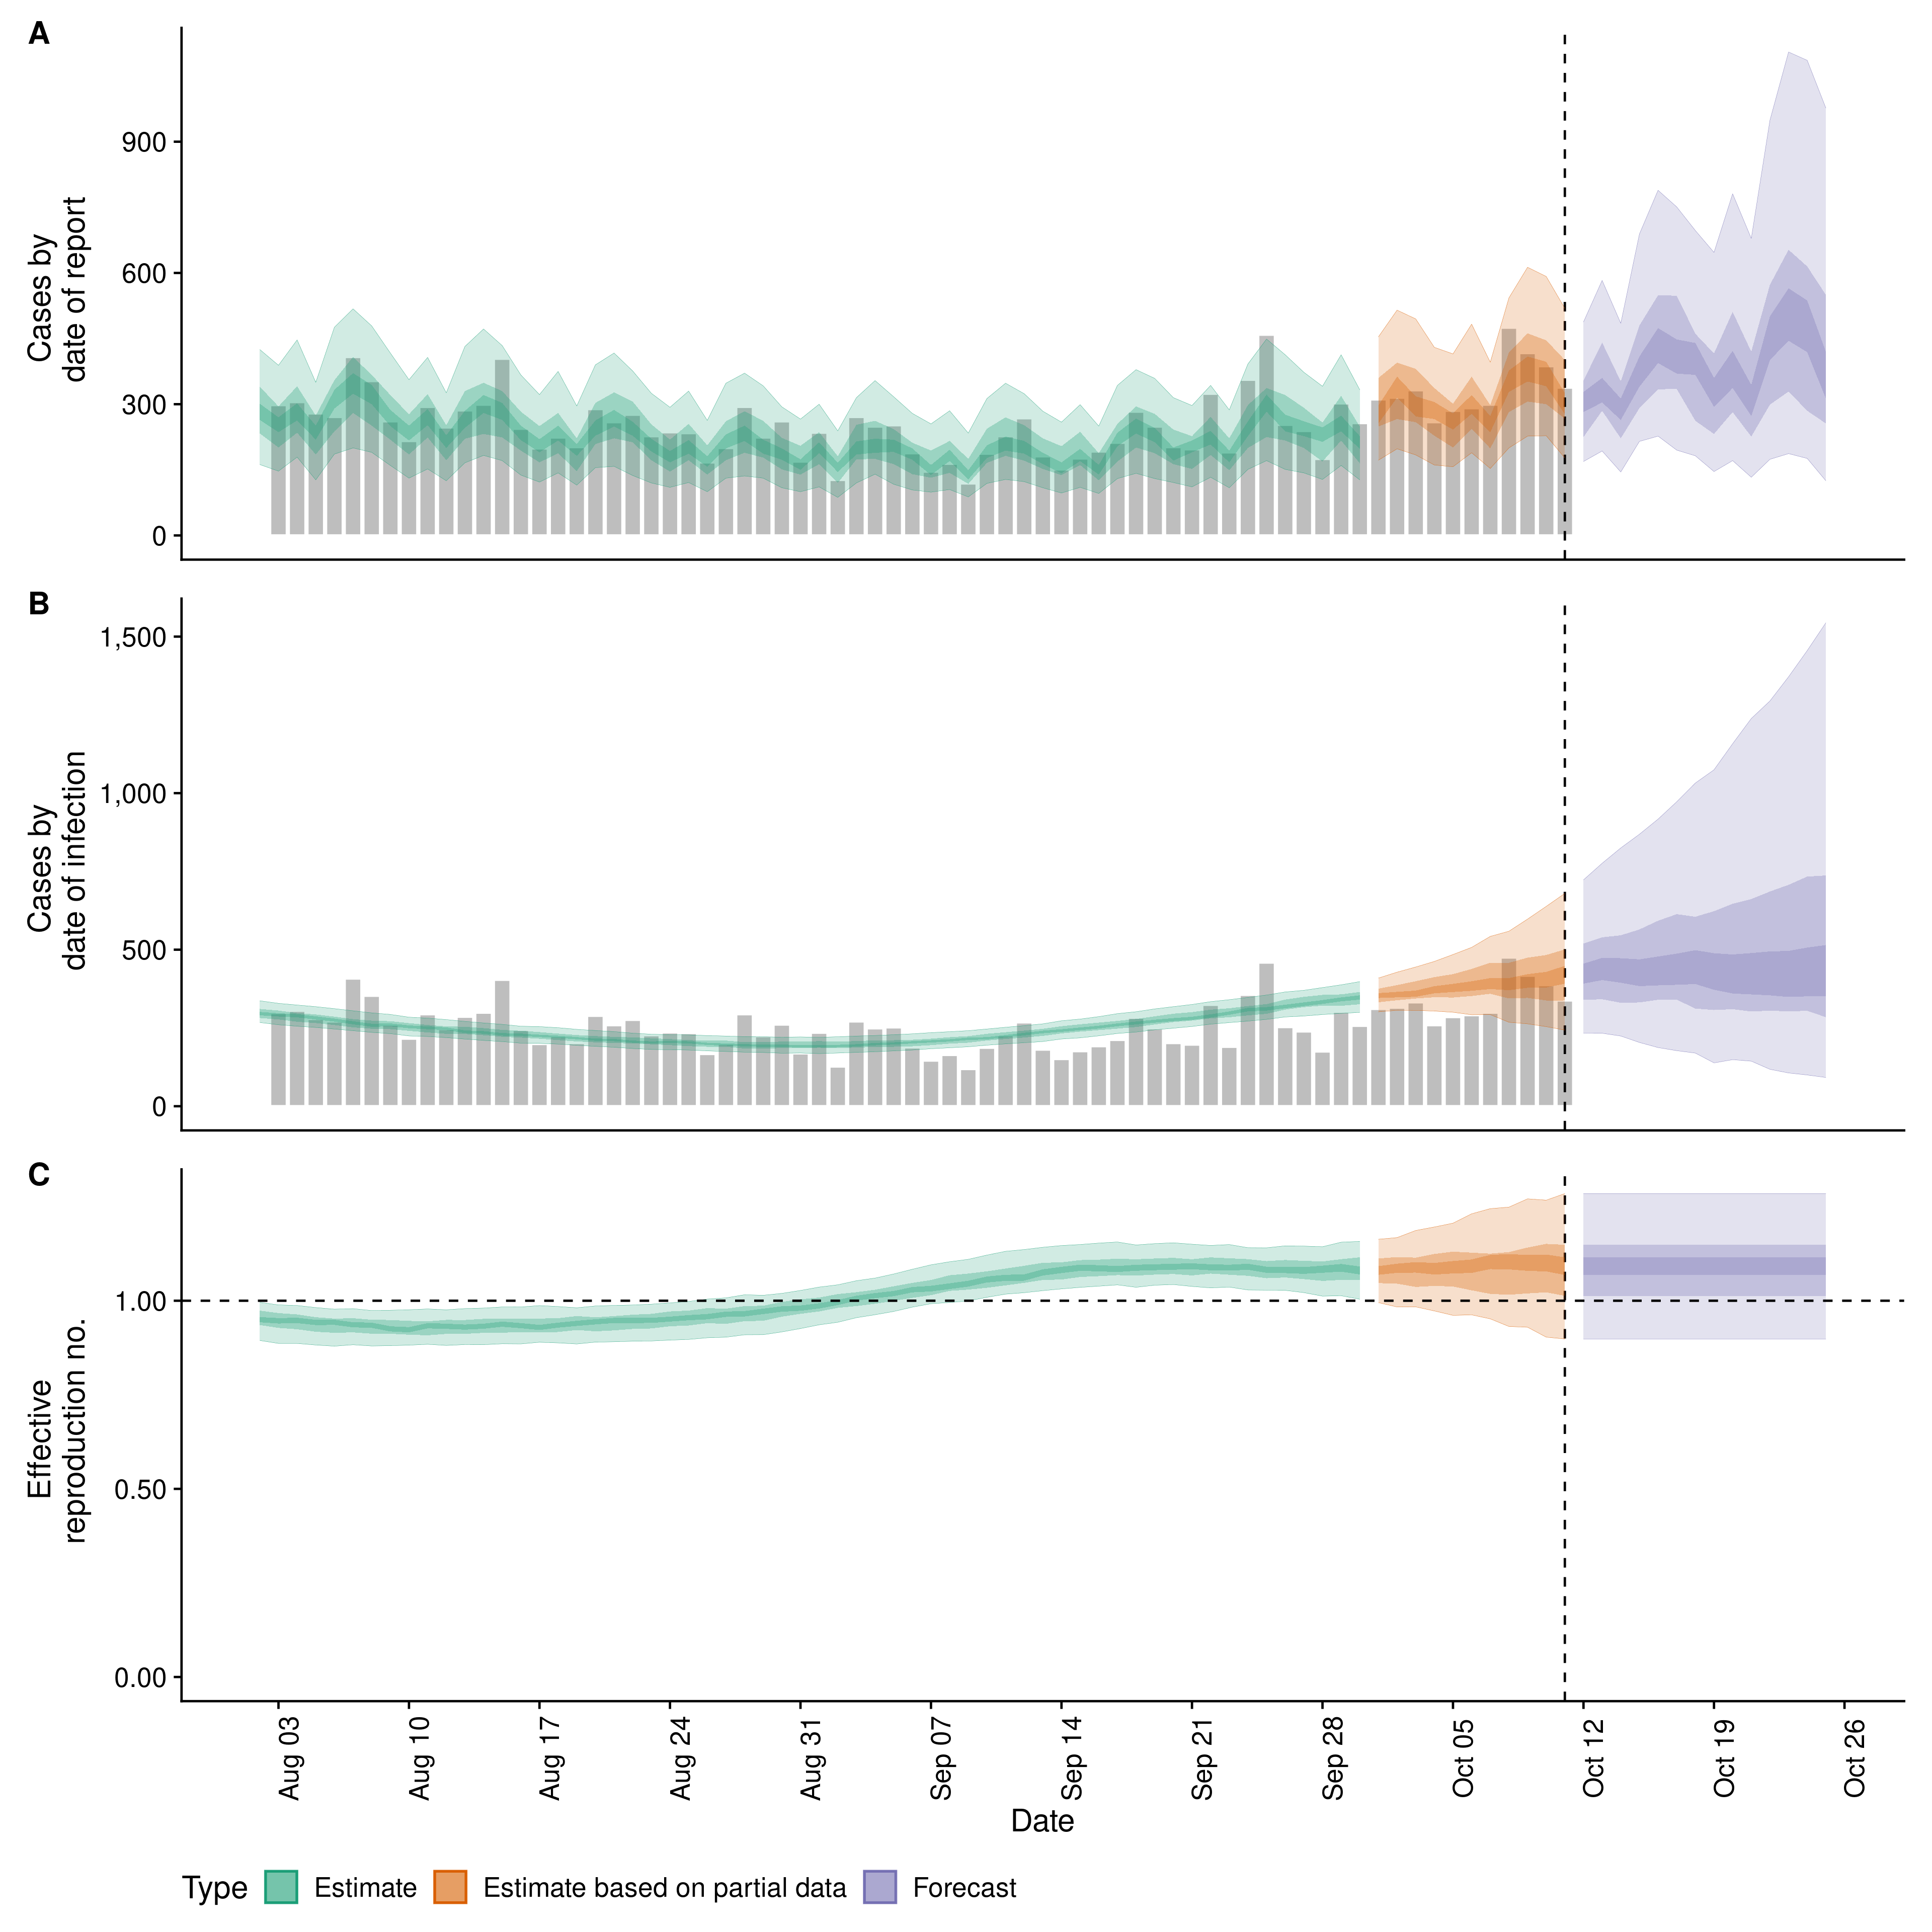 A
Cases by
date of report
900
600
300
0
B
Cases by
date of infection
1,500
1,000
500
0
C
Effective
reproduction no.
1.00
0.50
0.00
Aug 03
Aug 10
Aug 17
Aug 24
Aug 31
Sep 07
Sep 14
Sep 21
Sep 28
Oct 05
Oct 12
Oct 19
Oct 26
Date
Type Estimate Estimate based on partial data Forecast